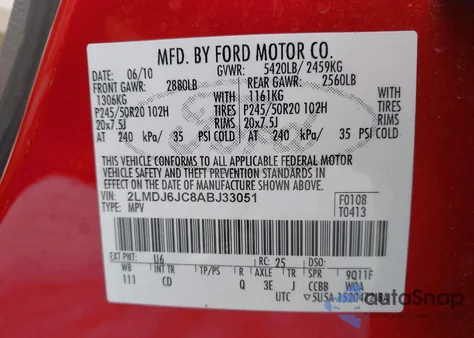 MFD. BY FORD MOTOR CO.
DATE: 06/10 GVWR: 5420LB/ 2459KG
FRONT GAWR: 2880LB REAR GAWR: 2560LB
1306KG WITH 1161KG WITH
P245/50R20 102H TIRES P245/50R20 102H TIRES
20x7.5J RIMS 20x7.5J RIMS
AT 240 kPa/ 35 PSI COLD AT 240 kPa/ 35 PSI COLD
THIS VEHICLE CONFORMS TO ALL APPLICABLE FEDERAL MOTOR
VEHICLE SAFETY AND THEFT PREVENTION STANDARDS IN
EFFECT ON THE DATE OF MANUFACTURE SHOWN ABOVE.
VIN: 2LMDJ6JC8ABJ33051 F0108
TYPE: MPV T0413
EXT PNT: U6 RC: 25 DSO:
WB INT TR TP/PS R AXLE TR SPR 9Q11F
111 CD Q 3E J CCBB WOA
UTC
autoSnap